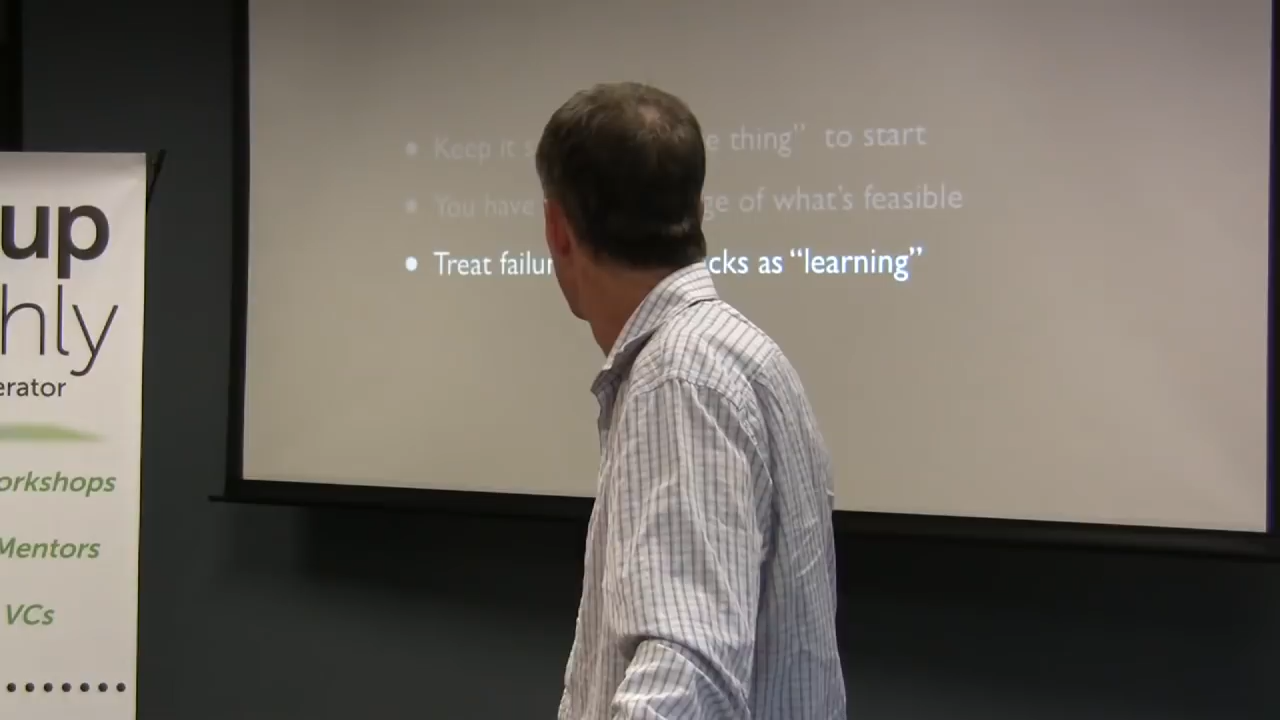 up
hly
erator
orkshops
Mentors
VCs
• Keep it s e thing” to start
• You have ge of what’s feasible
• Treat failur cks as “learning”